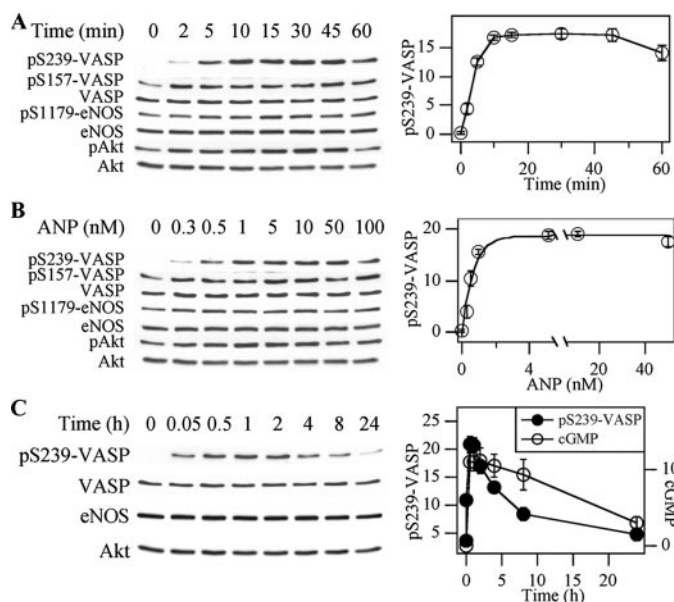 A Time (min) 0 2 5 10 15 30 45 60
pS239-VASP
pS157-VASP
VASP
pS1179-eNOS
eNOS
pAkt
Akt
pS239-VASP
15
10
5
0
0 20 40 60
Time (min)
B ANP (nM) 0 0.3 0.5 1 5 10 50 100
pS239-VASP
pS157-VASP
VASP
pS1179-eNOS
eNOS
pAkt
Akt
pS239-VASP
20
10
0
0 4 20 40
ANP (nM)
C Time (h) 0 0.05 0.5 1 2 4 8 24
pS239-VASP
VASP
eNOS
Akt
pS239-VASP
25
20
15
10
5
pS239-VASP
cGMP
10
0
cGMP
0 5 10 15 20
Time (h)